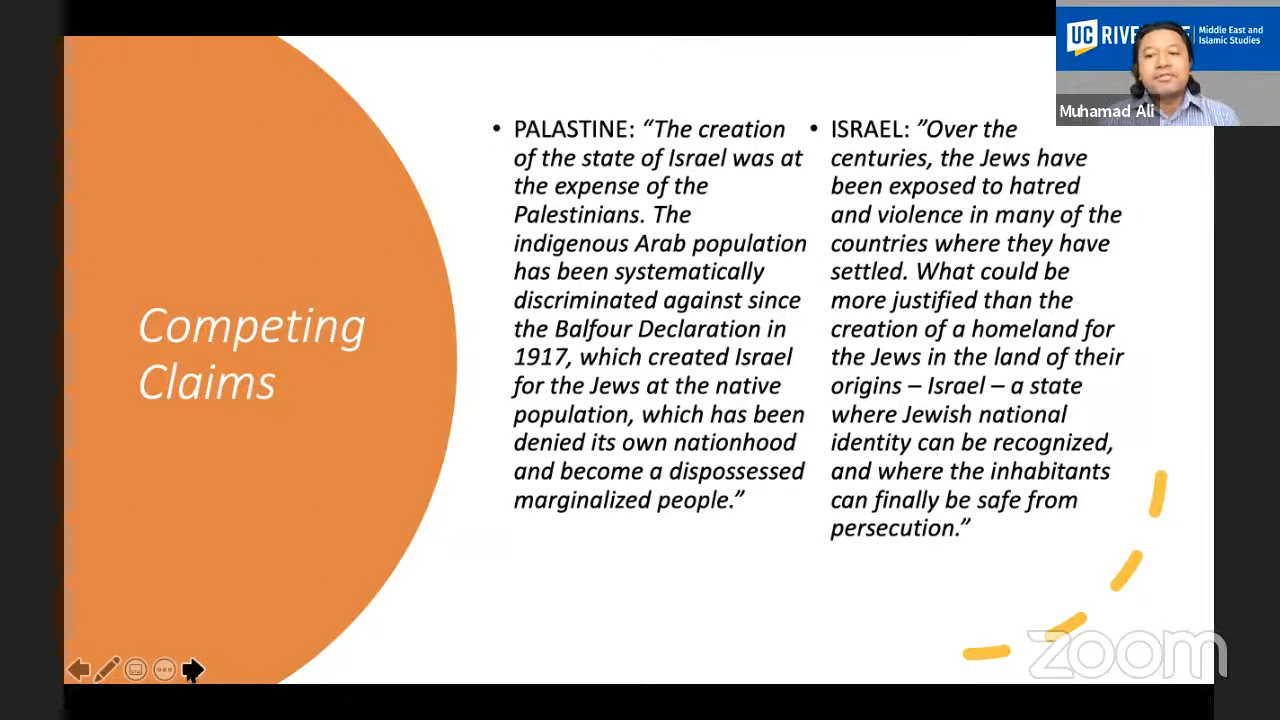 Competing
Claims
• PALASTINE: “The creation
of the state of Israel was at
the expense of the
Palestinians. The
indigenous Arab population
has been systematically
discriminated against since
the Balfour Declaration in
1917, which created Israel
for the Jews at the native
population, which has been
denied its own nationhood
and become a dispossessed
marginalized people.”
• ISRAEL: ”Over the
centuries, the Jews have
been exposed to hatred
and violence in many of the
countries where they have
settled. What could be
more justified than the
creation of a homeland for
the Jews in the land of their
origins – Israel – a state
where Jewish national
identity can be recognized,
and where the inhabitants
can finally be safe from
persecution.”
UC RIVE
Middle East and
Islamic Studies
Muhamad Ali
zoom